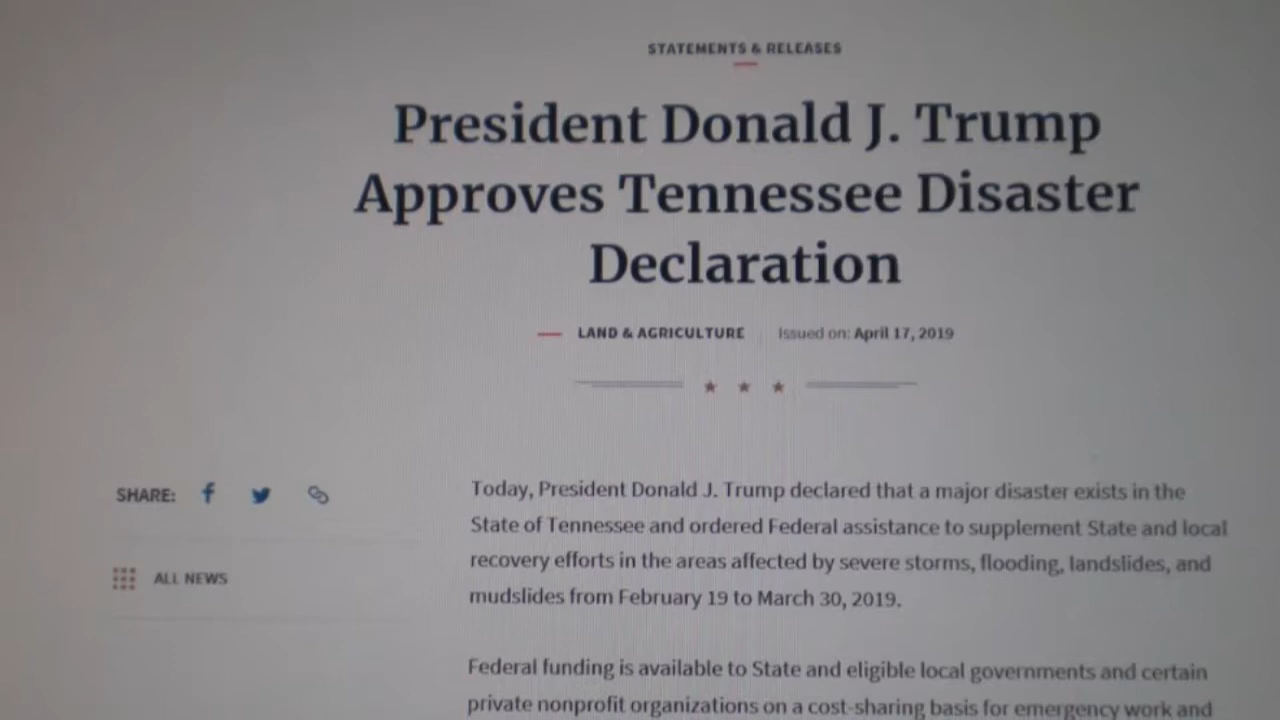 STATEMENTS & RELEASES
President Donald J. Trump
Approves Tennessee Disaster
Declaration
LAND & AGRICULTURE Issued on: April 17, 2019
SHARE:
Today, President Donald J. Trump declared that a major disaster exists in the
State of Tennessee and ordered Federal assistance to supplement State and local
recovery efforts in the areas affected by severe storms, flooding, landslides, and
mudslides from February 19 to March 30, 2019.
ALL NEWS
Federal funding is available to State and eligible local governments and certain
private nonprofit organizations on a cost-sharing basis for emergency work and